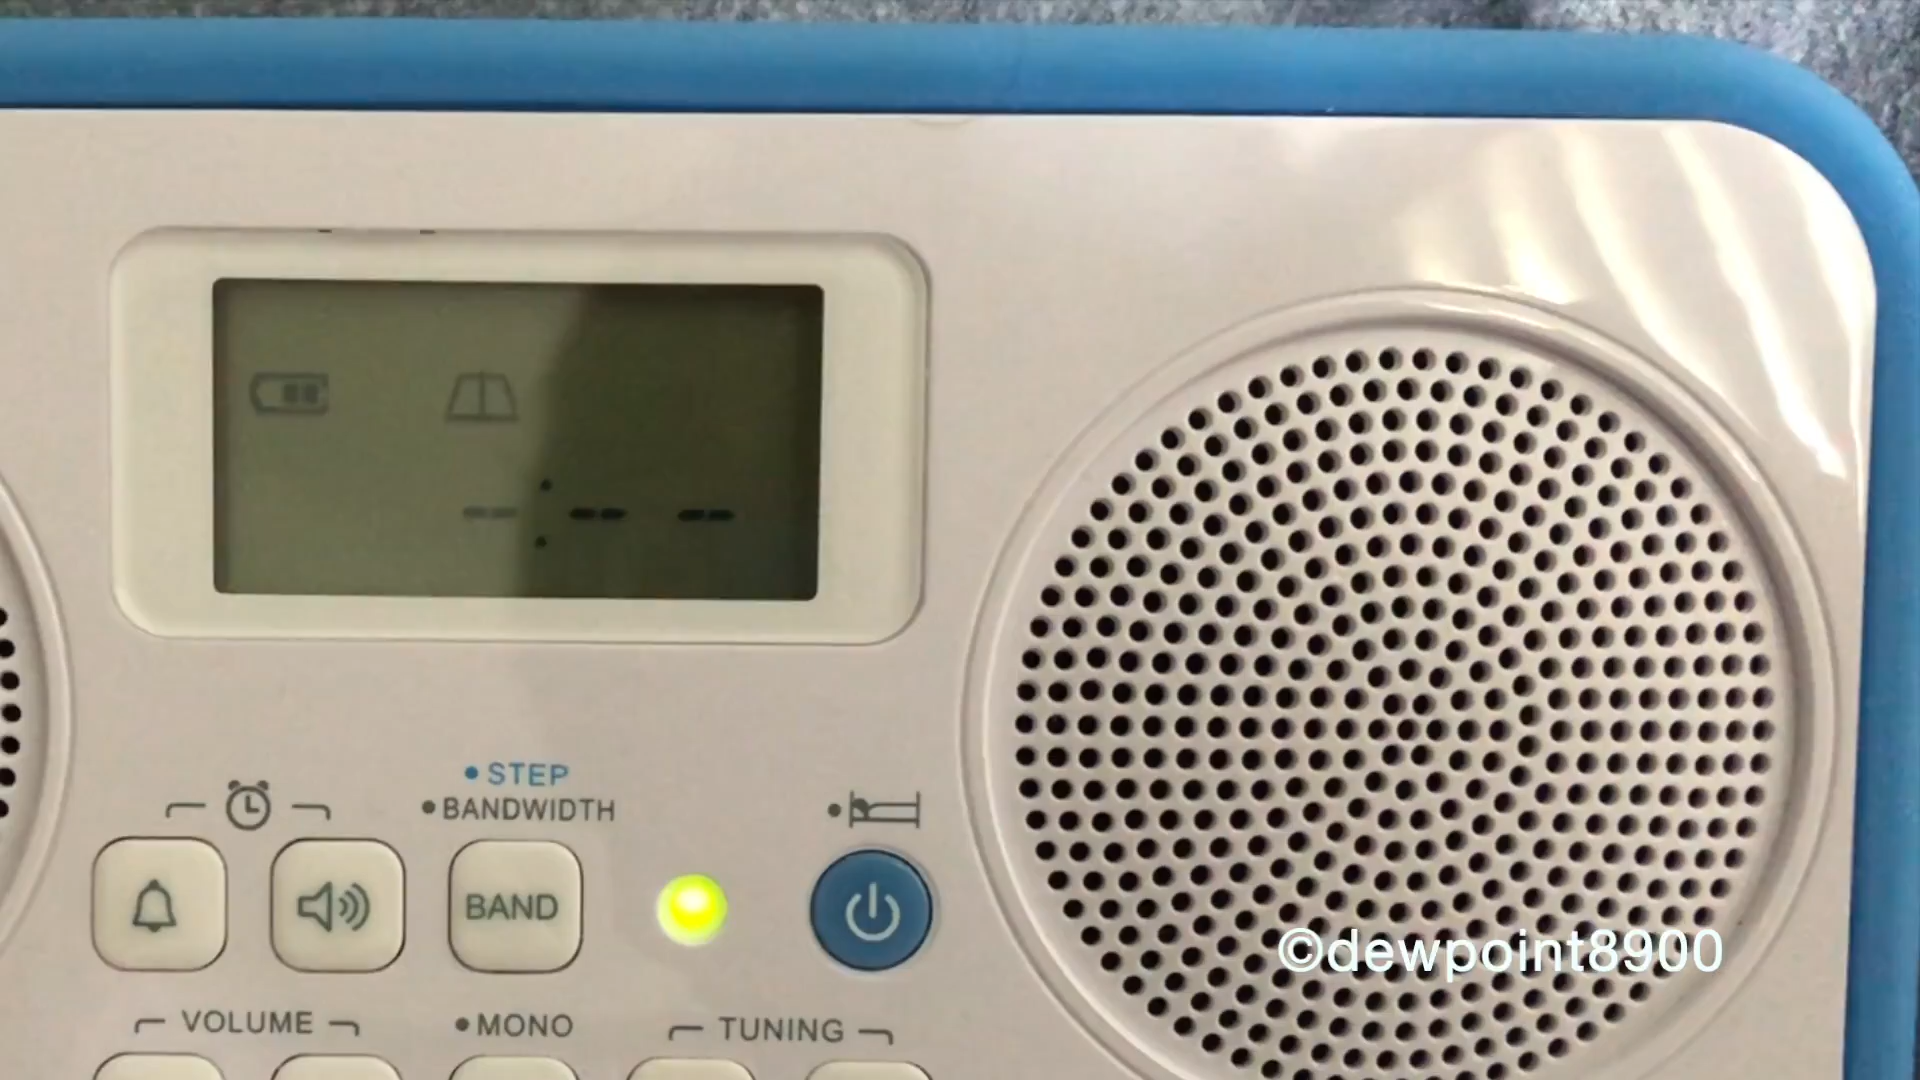 -:-- 
• STEP
• BANDWIDTH
BAND
VOLUME
• MONO
TUNING
©dewpoint8900